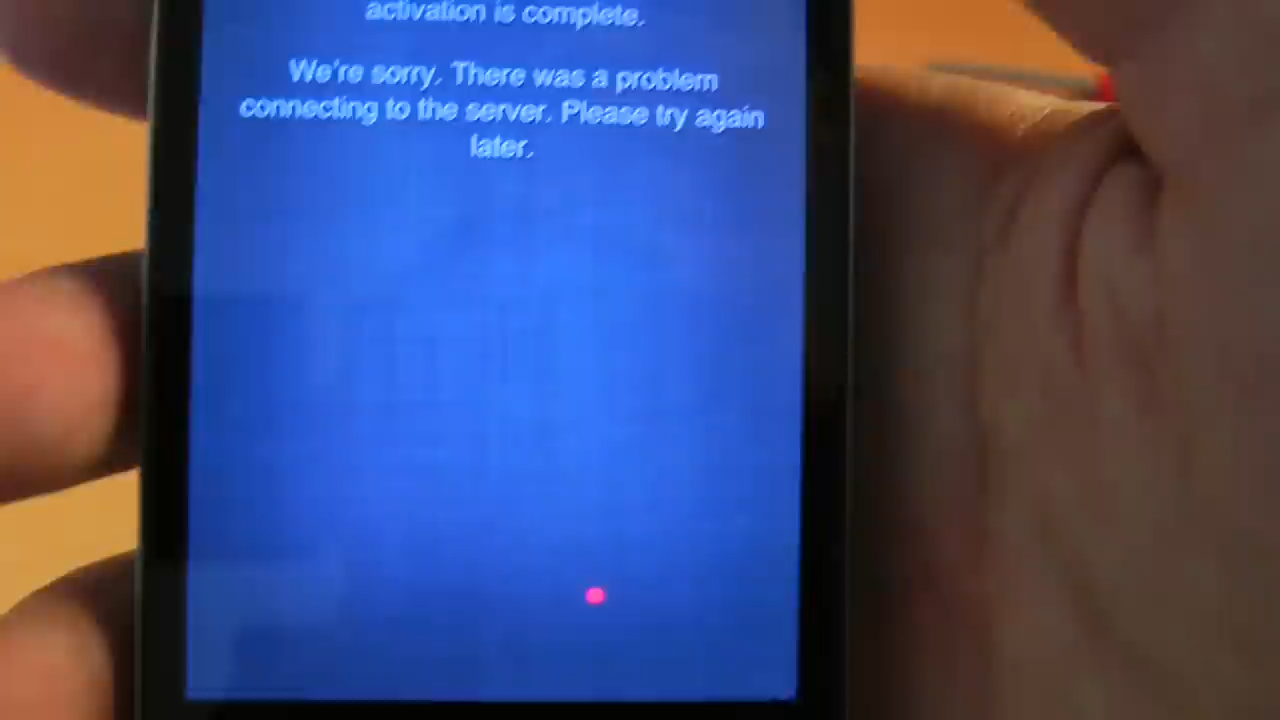 activation is complete.
We're sorry. There was a problem
connecting to the server. Please try again
later.